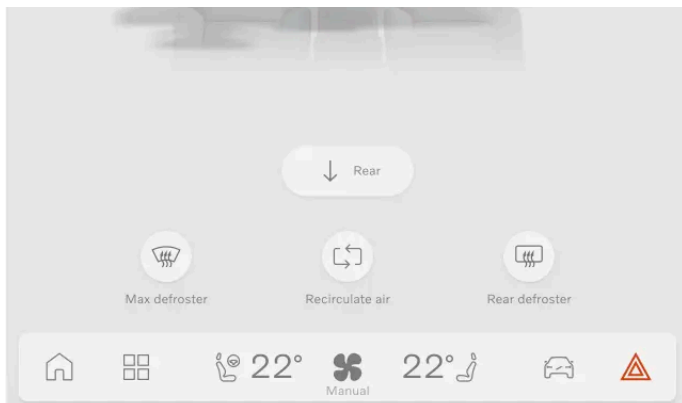 Rear
Max defroster
Recirculate air
Rear defroster
22°
22°
Manual